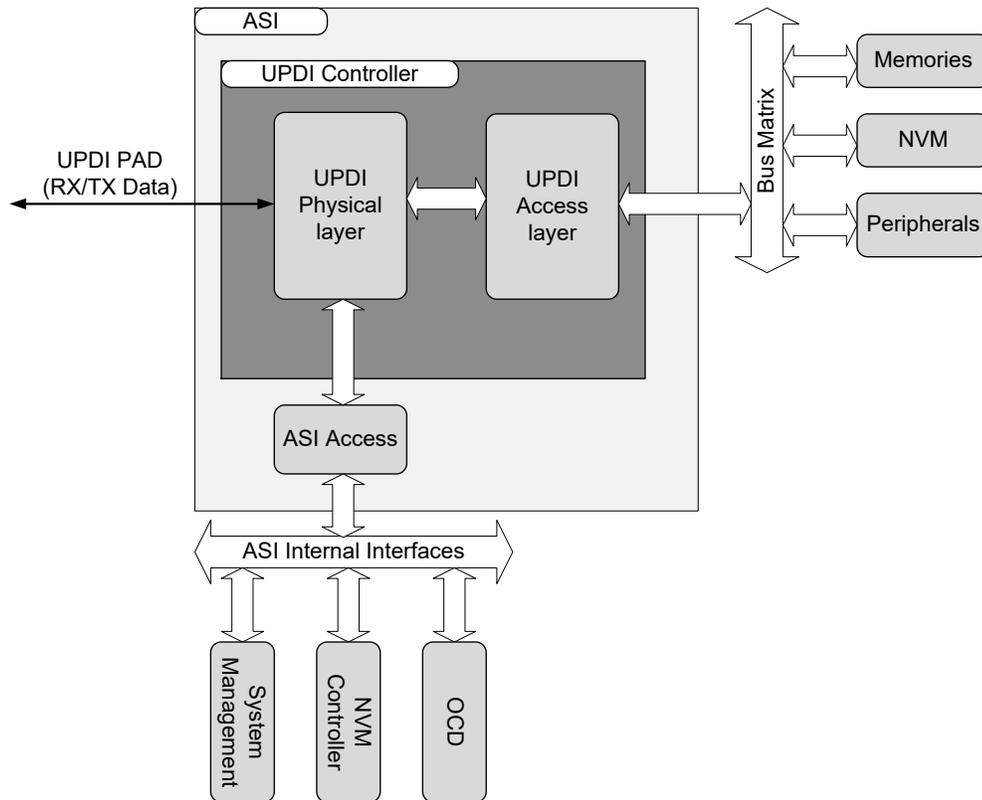 ASI
UPDI Controller
UPDI PAD
(RX/TX Data)
UPDI
Physical
layer
UPDI
Access
layer
Bus Matrix
Memories
NVM
Peripherals
ASI Access
ASI Internal Interfaces
System
Management
NVM
Controller
OCD